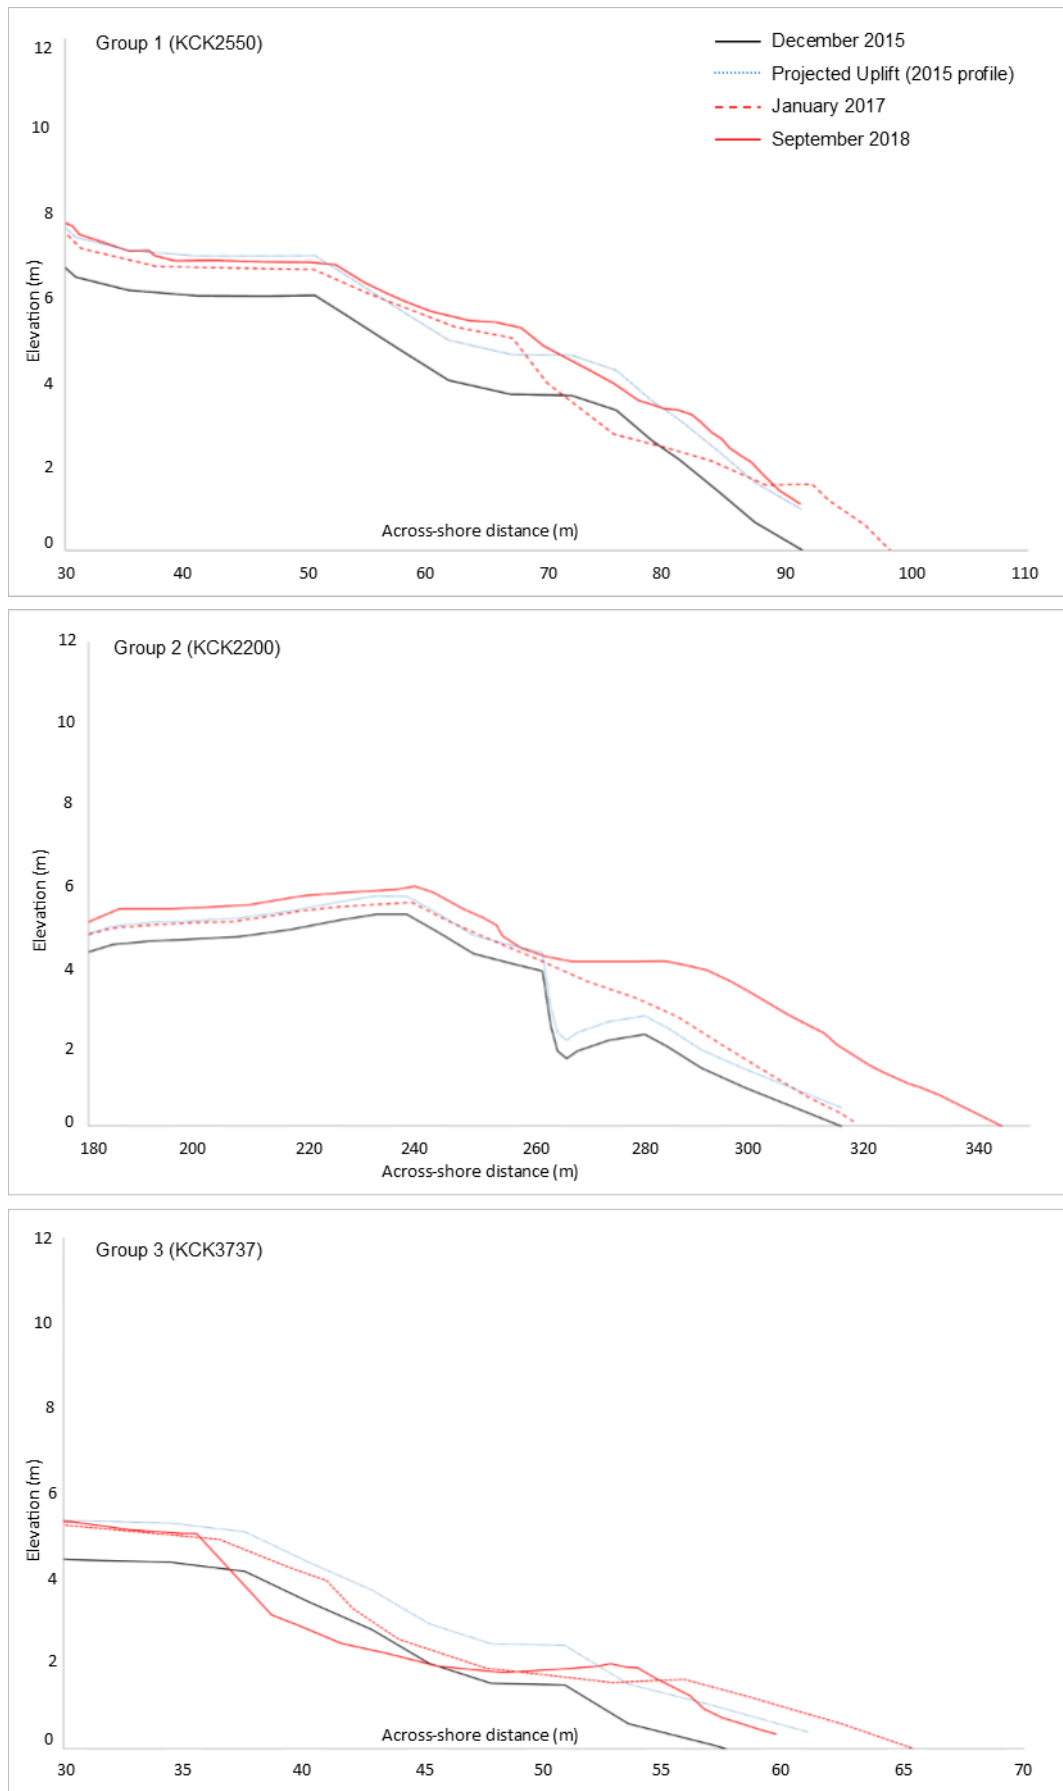 Group 1 (KCK2550)
December 2015
Projected Uplift (2015 profile)
January 2017
September 2018
12
10
8
6
4
2
0
Elevation (m)
Across-shore distance (m)
30 40 50 60 70 80 90 100 110
Group 2 (KCK2200)
12
10
8
6
4
2
0
Elevation (m)
180 200 220 240 260 280 300 320 340
Across-shore distance (m)
Group 3 (KCK3737)
12
10
8
6
4
2
0
Elevation (m)
Across-shore distance (m)
30 35 40 45 50 55 60 65 70